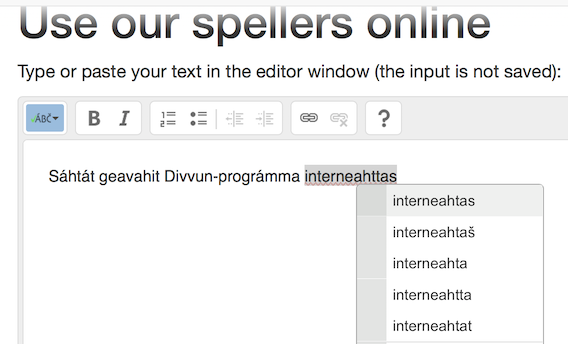 Use our spellers online
Type or paste your text in the editor window (the input is not saved):
ÁBČ B I ?
Sáhtát geavahit Divvun-prográmma interneahttas
interneahtas
interneahtaš
interneahta
interneahtta
interneahtat